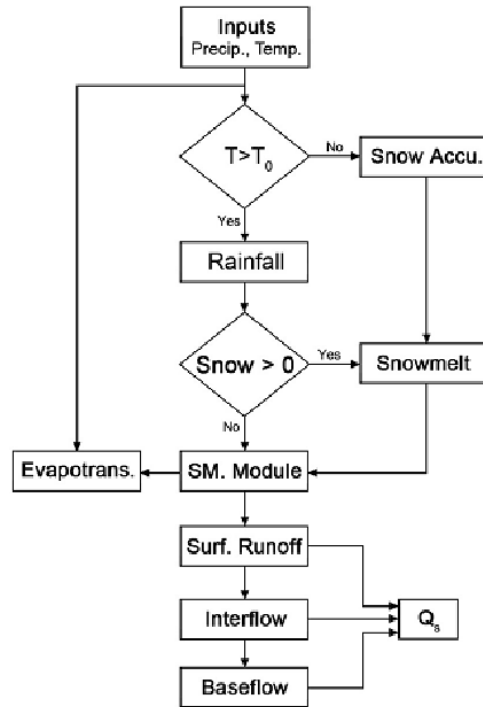 Inputs
Precip., Temp.
T>T₀
No
Snow Accu.
Yes
Rainfall
Snow > 0
Yes
Snowmelt
No
Evapotrans.
SM. Module
Surf. Runoff
Interflow
Qₛ
Baseflow